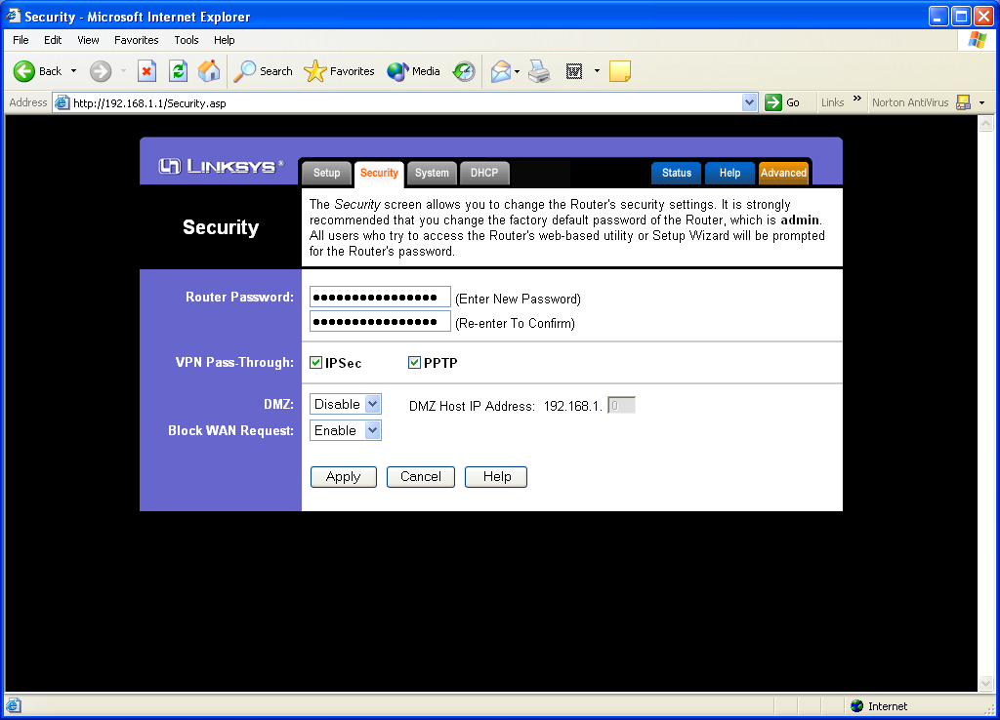 Security - Microsoft Internet Explorer
File Edit View Favorites Tools Help
Back Search Favorites Media
Address http://192.168.1.1/Security.asp Go Links » Norton AntiVirus
LINKSYS® Setup Security System DHCP Status Help Advanced
Security
The Security screen allows you to change the Router's security settings. It is strongly
recommended that you change the factory default password of the Router, which is admin.
All users who try to access the Router's web-based utility or Setup Wizard will be prompted
for the Router's password.
Router Password: ●●●●●●●●●●●●●●●● (Enter New Password)
●●●●●●●●●●●●●●●● (Re-enter To Confirm)
VPN Pass-Through: IPSec PPTP
DMZ: Disable DMZ Host IP Address: 192.168.1. 0
Block WAN Request: Enable
Apply Cancel Help
Internet